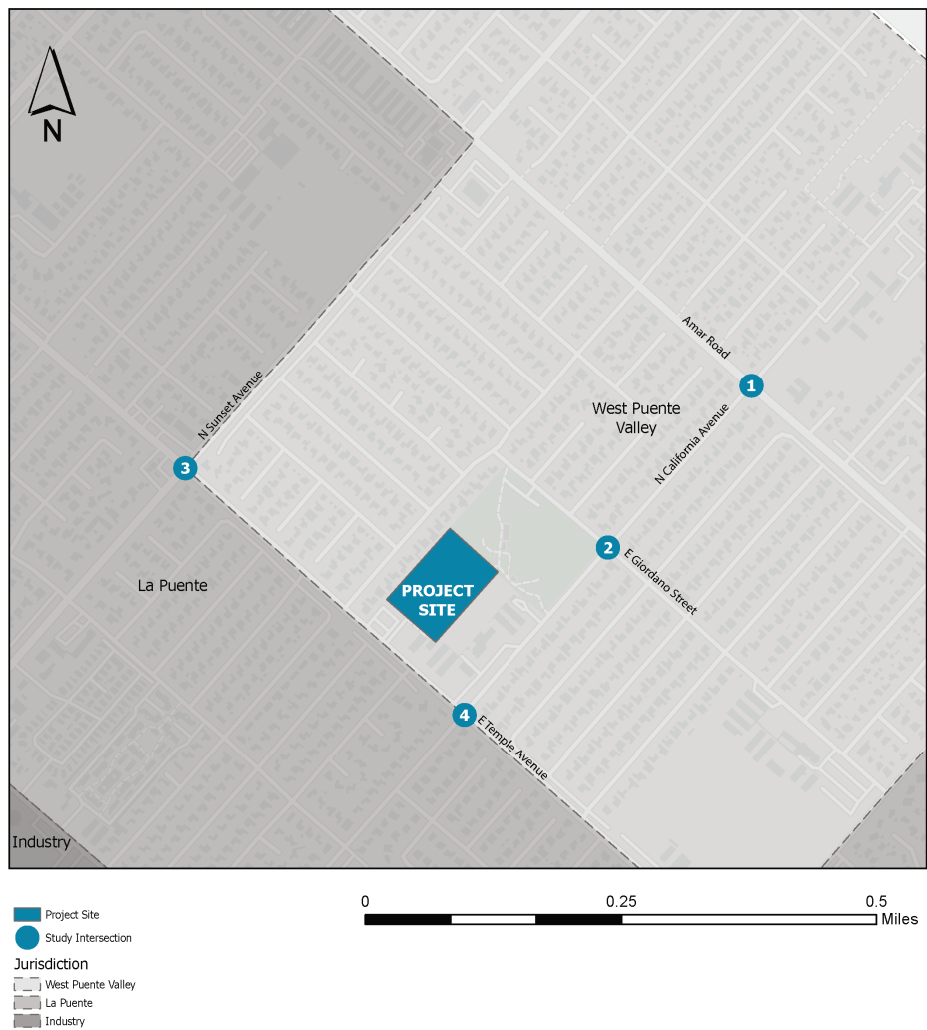 N
Amar Road
1
West Puente
Valley
N California Avenue
N Sunset Avenue
3
2
E Giordano Street
La Puente
PROJECT
SITE
4
E Temple Avenue
Industry
0
0.25
0.5
Miles
Project Site
Study Intersection
Jurisdiction
West Puente Valley
La Puente
Industry